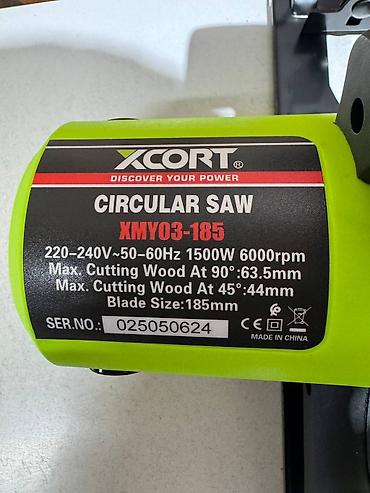 XCORT®
DISCOVER YOUR POWER
CIRCULAR SAW
XMY03-185
220-240V~50-60Hz 1500W 6000rpm
Max. Cutting Wood At 90°:63.5mm
Max. Cutting Wood At 45°:44mm
Blade Size:185mm
SER.NO.: 025050624
CE
MADE IN CHINA